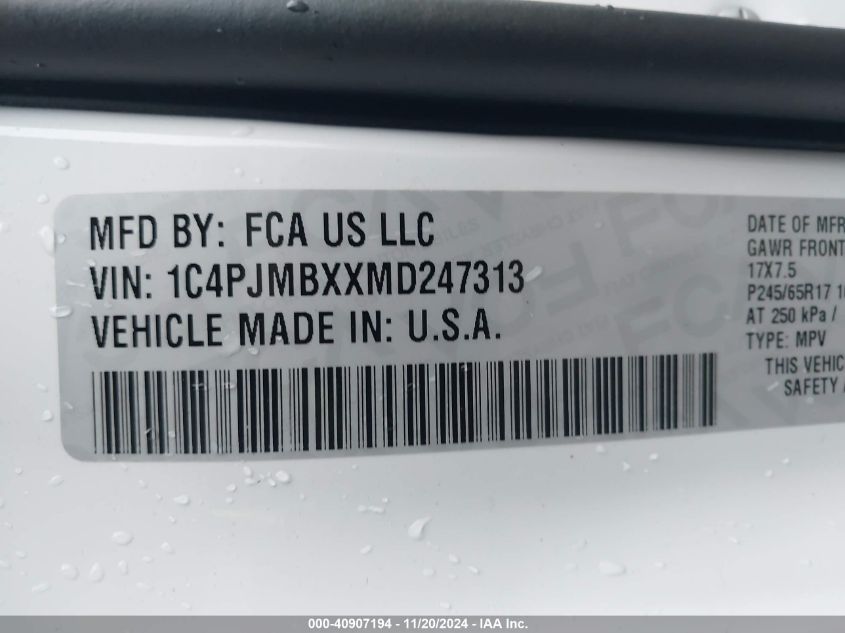 MFD BY: FCA US LLC
VIN: 1C4PJMBXXMD247313
VEHICLE MADE IN: U.S.A.
DATE OF MFR
GAWR FRONT
17X7.5
P245/65R17
AT 250 kPa /
TYPE: MPV
THIS VEHIC
SAFETY
000-40907194 - 11/20/2024 - IAA Inc.